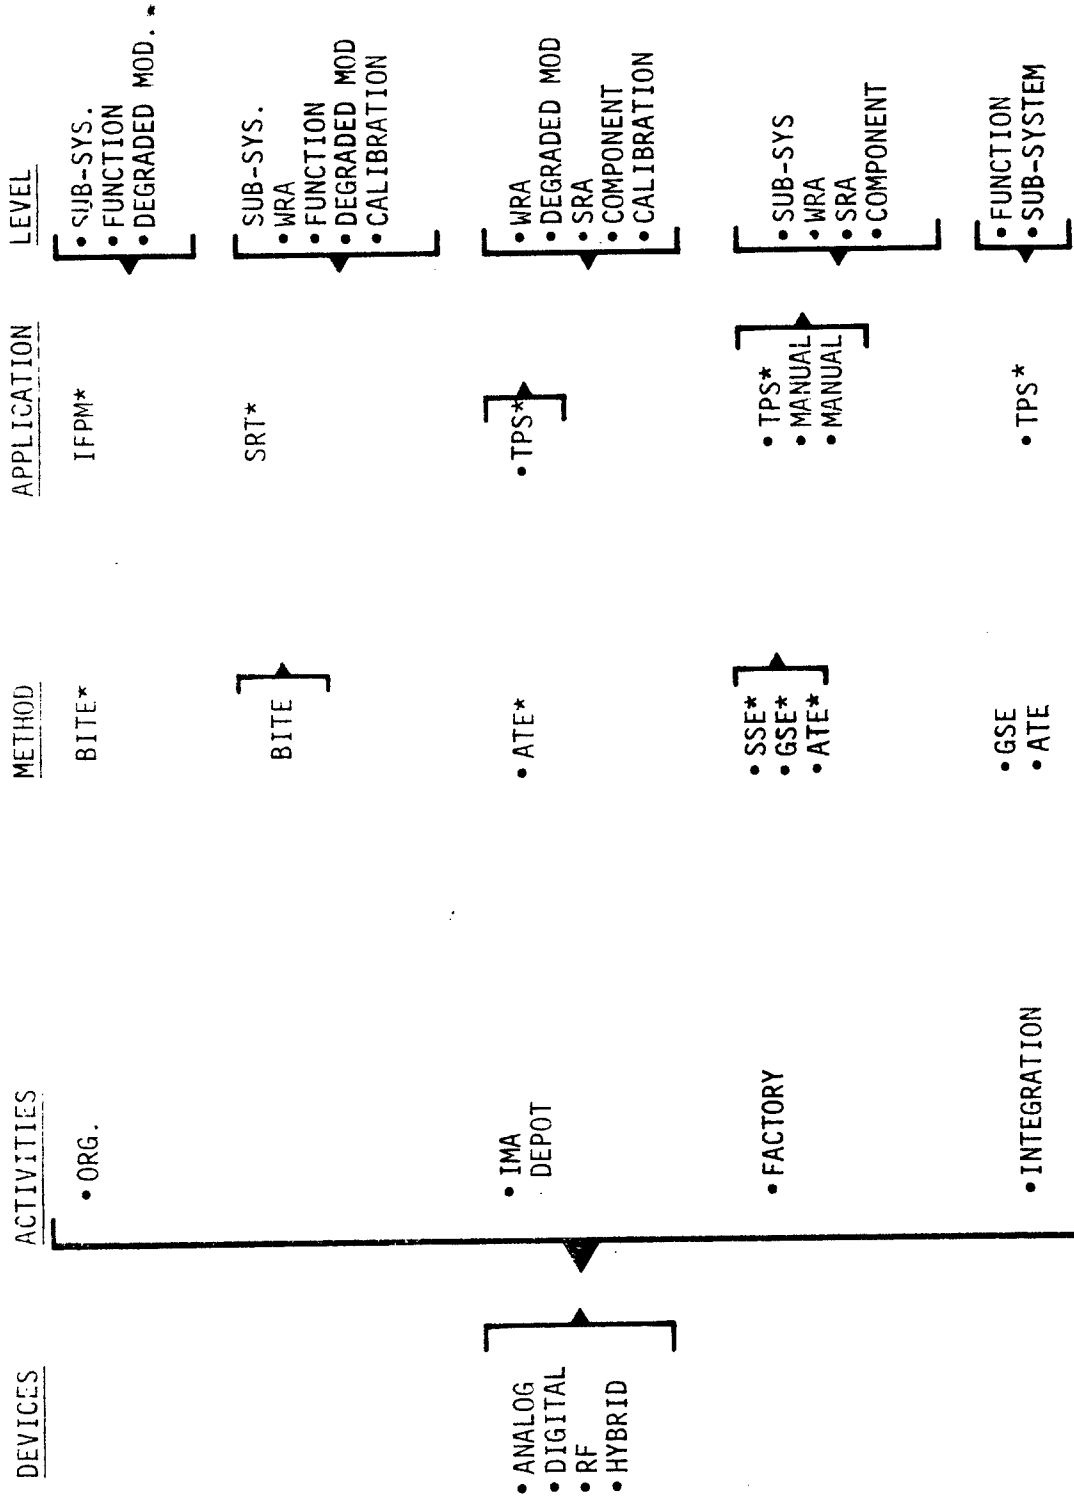 DEVICES
• ANALOG
• DIGITAL
• RF
• HYBRID
ACTIVITIES
• ORG.
• IMA
DEPOT
• FACTORY
• INTEGRATION
METHOD
BITE*
BITE
• ATE*
• SSE*
• GSE*
• ATE*
• GSE
• ATE
APPLICATION
IFPM*
SRT*
• TPS*
• TPS*
• MANUAL
• MANUAL
• TPS*
LEVEL
• SUB-SYS.
• FUNCTION
• DEGRADED MOD. *
SUB-SYS.
• WRA
• FUNCTION
• DEGRADED MOD
• CALIBRATION
• WRA
• DEGRADED MOD
• SRA
• COMPONENT
• CALIBRATION
• SUB-SYS
• WRA
• SRA
• COMPONENT
• FUNCTION
• SUB-SYSTEM